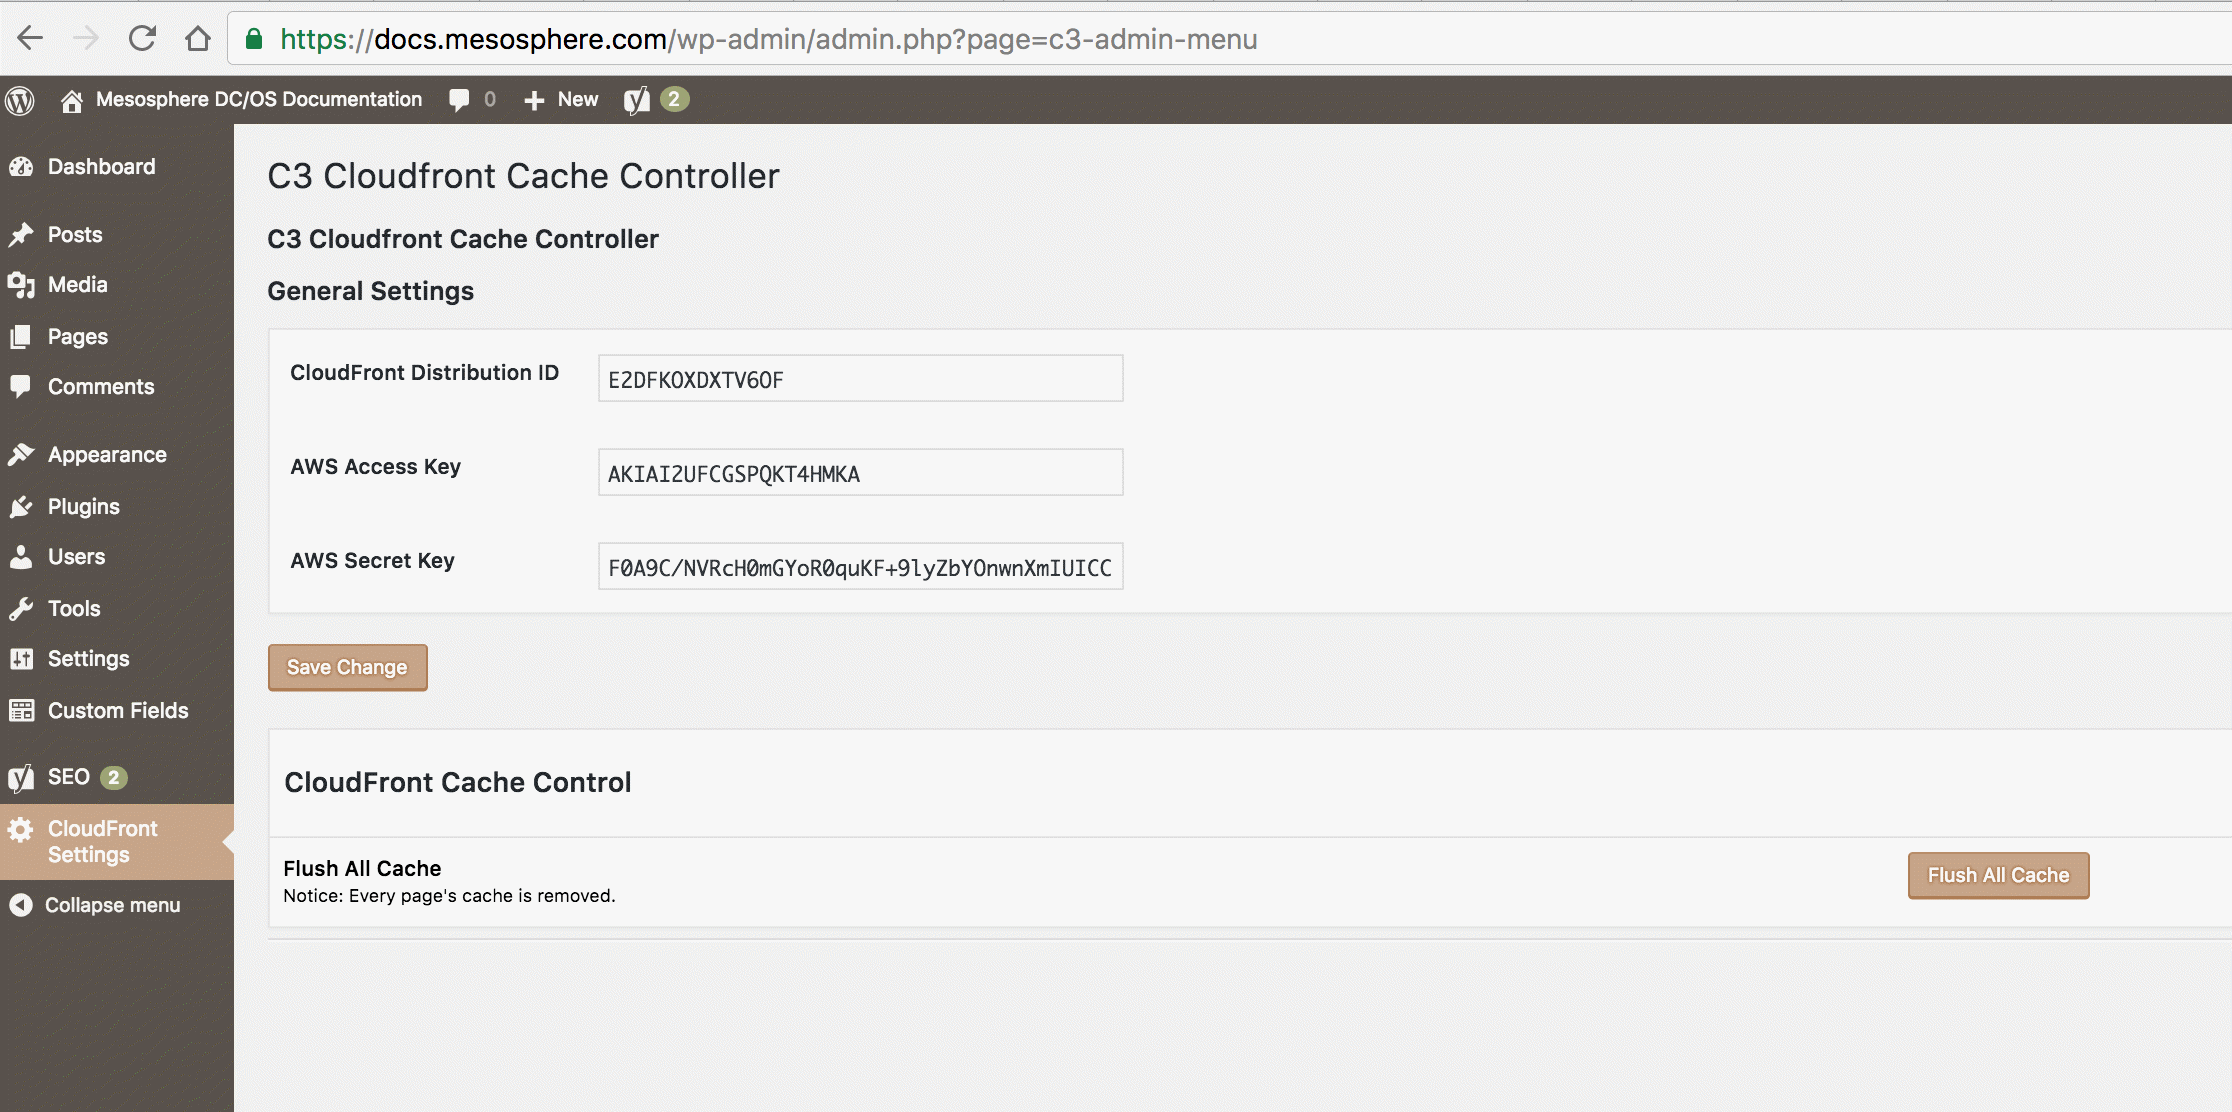 https://docs.mesosphere.com/wp-admin/admin.php?page=c3-admin-menu
Mesosphere DC/OS Documentation 0 New 2
Dashboard
Posts
Media
Pages
Comments
Appearance
Plugins
Users
Tools
Settings
Custom Fields
SEO 2
CloudFront
Settings
Collapse menu
C3 Cloudfront Cache Controller
C3 Cloudfront Cache Controller
General Settings
CloudFront Distribution ID E2DFKOXDXTV6OF
AWS Access Key AKIAI2UFCGSPQKT4HMKA
AWS Secret Key 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
Save Change
CloudFront Cache Control
Flush All Cache
Notice: Every page's cache is removed.
Flush All Cache